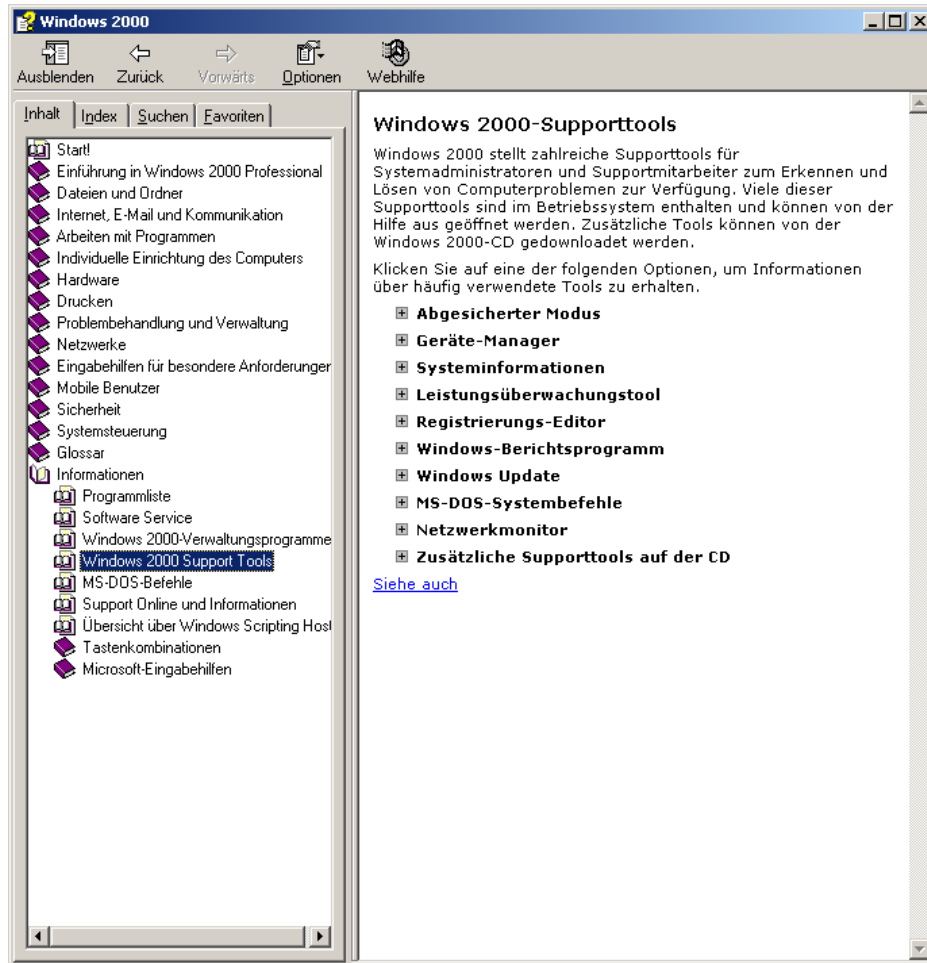 Windows 2000
Ausblenden Zurück Vorwärts Optionen Webhilfe
Inhalt Index Suchen Favoriten
Start!
Einführung in Windows 2000 Professional
Dateien und Ordner
Internet, E-Mail und Kommunikation
Arbeiten mit Programmen
Individuelle Einrichtung des Computers
Hardware
Drucken
Problembehandlung und Verwaltung
Netzwerke
Eingabehilfen für besondere Anforderunger
Mobile Benutzer
Sicherheit
Systemsteuerung
Glossar
Informationen
Programmliste
Software Service
Windows 2000-Verwaltungsprogramme
Windows 2000 Support Tools
MS-DOS-Befehle
Support Online und Informationen
Übersicht über Windows Scripting Host
Tastenkombinationen
Microsoft-Eingabehilfen
Windows 2000-Supporttools
Windows 2000 stellt zahlreiche Supporttools für
Systemadministratoren und Supportmitarbeiter zum Erkennen und
Lösen von Computerproblemen zur Verfügung. Viele dieser
Supporttools sind im Betriebssystem enthalten und können von der
Hilfe aus geöffnet werden. Zusätzliche Tools können von der
Windows 2000-CD gedownloadet werden.
Klicken Sie auf eine der folgenden Optionen, um Informationen
über häufig verwendete Tools zu erhalten.
Abgesicherter Modus
Geräte-Manager
Systeminformationen
Leistungsüberwachungstool
Registrierungs-Editor
Windows-Berichtsprogramm
Windows Update
MS-DOS-Systembefehle
Netzwerkmonitor
Zusätzliche Supporttools auf der CD
Siehe auch